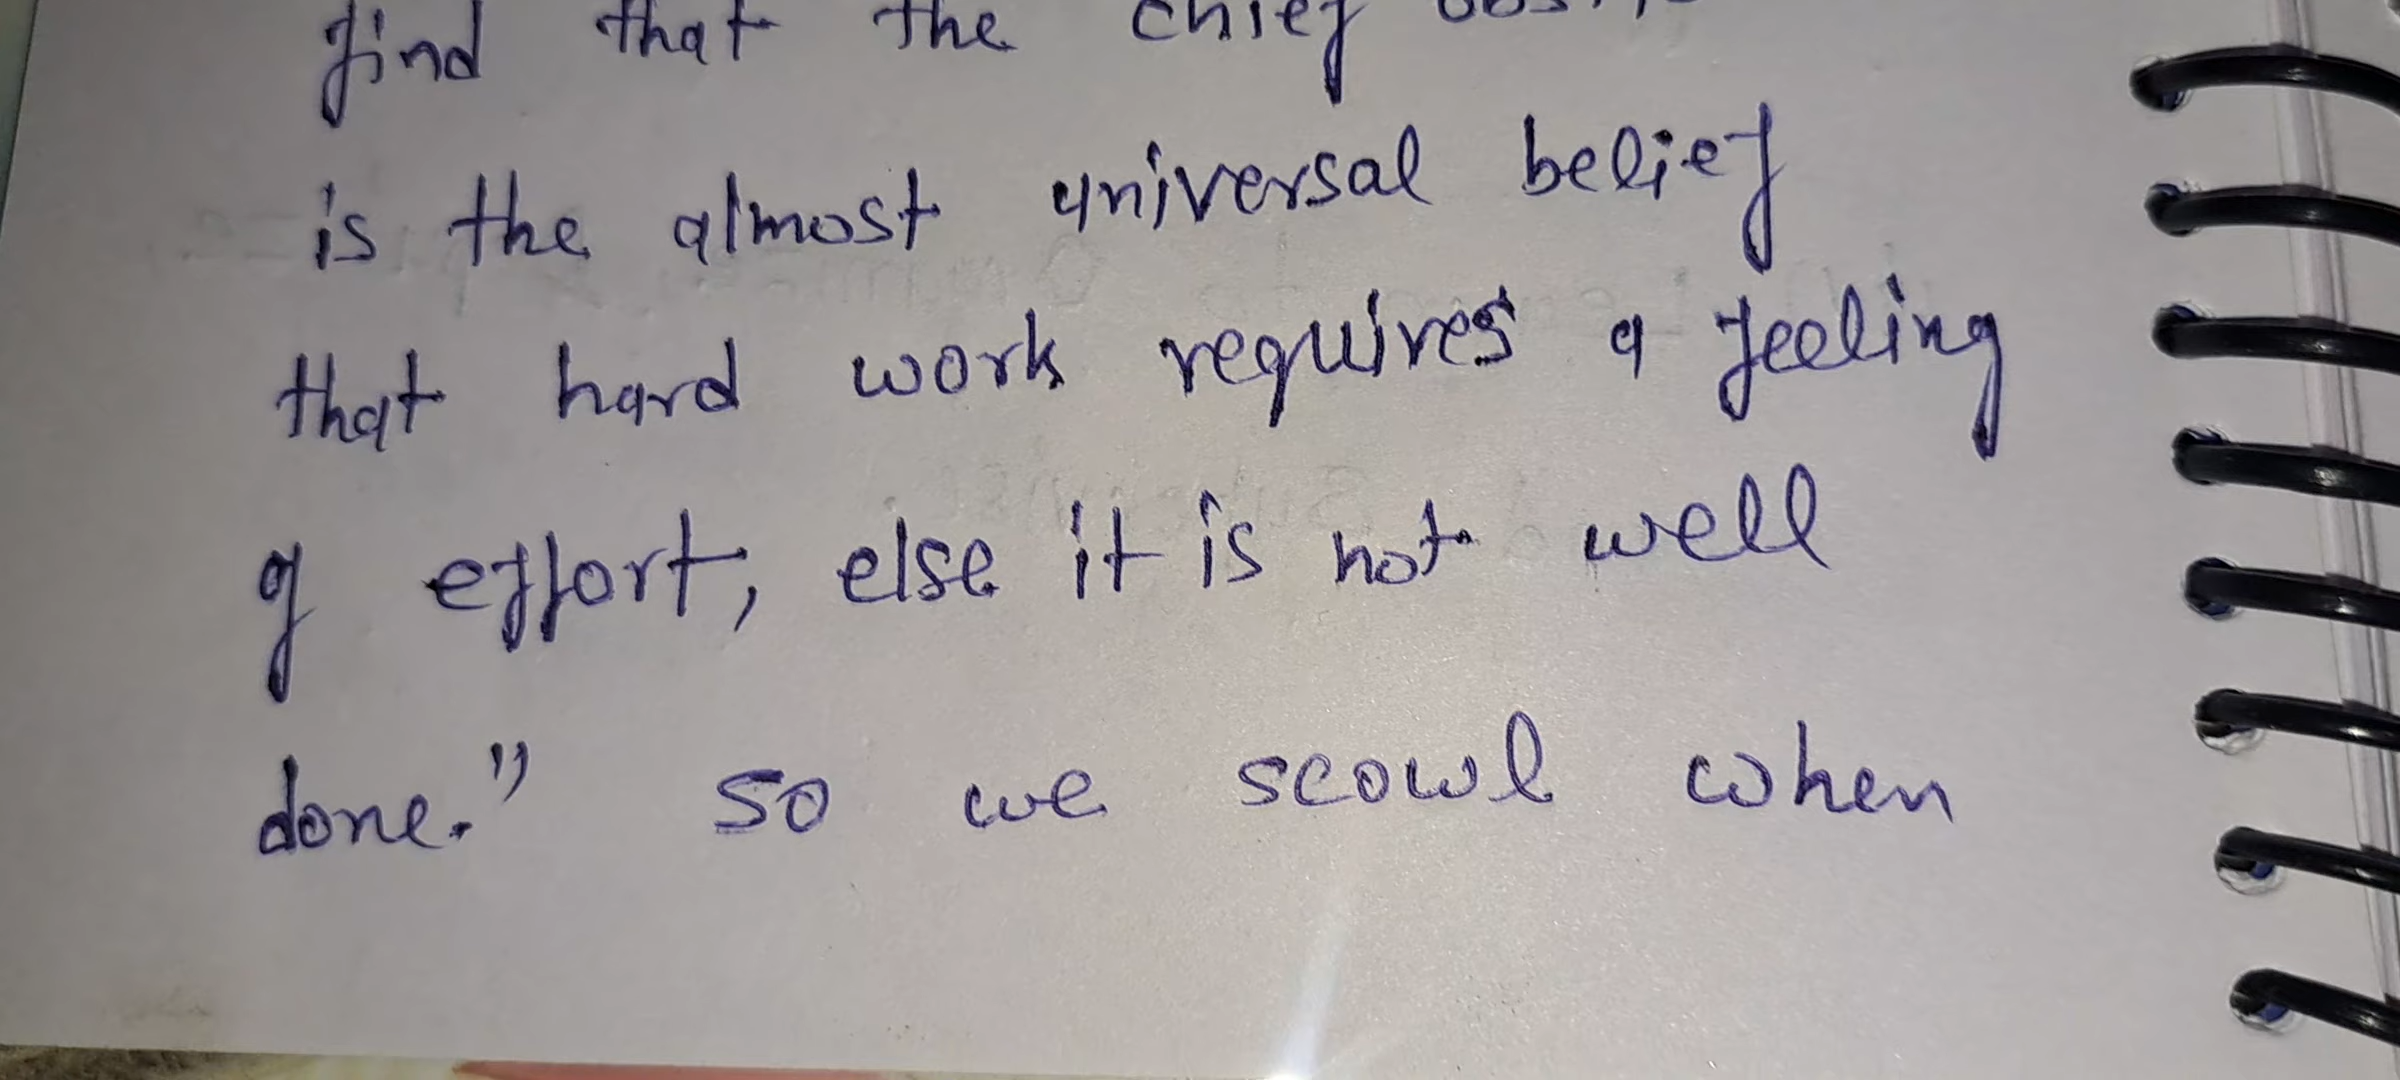 find that the chief
is the almost universal belief
that hard work requires a feeling
of effort, else it is not well
done." so we scowl when